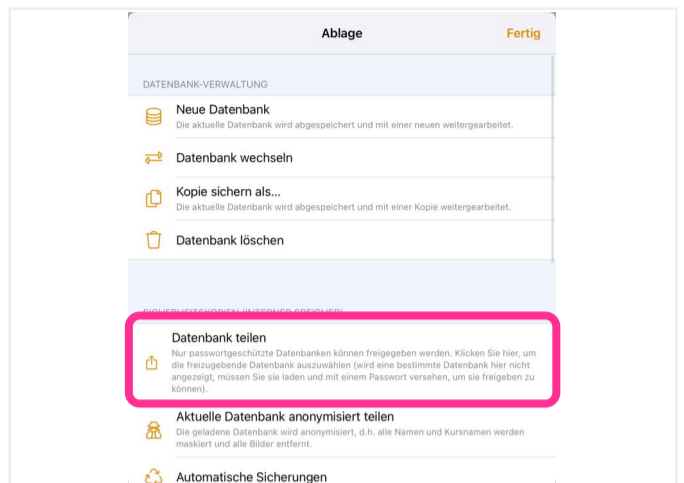 Ablage
Fertig
DATENBANK-VERWALTUNG
Neue Datenbank
Die aktuelle Datenbank wird abgespeichert und mit einer neuen weitergearbeitet.
Datenbank wechseln
Kopie sichern als...
Die aktuelle Datenbank wird abgespeichert und mit einer Kopie weitergearbeitet.
Datenbank löschen
SICHERHEITSKOPIEN (INTERNER SPEICHER)
Datenbank teilen
Nur passwortgeschützte Datenbanken können freigegeben werden. Klicken Sie hier, um
die freizugebende Datenbank auszuwählen (wird eine bestimmte Datenbank hier nicht
angezeigt, müssen Sie sie laden und mit einem Passwort versehen, um sie freigeben zu
können).
Aktuelle Datenbank anonymisiert teilen
Die geladene Datenbank wird anonymisiert, d.h. alle Namen und Kursnamen werden
maskiert und alle Bilder entfernt.
Automatische Sicherungen